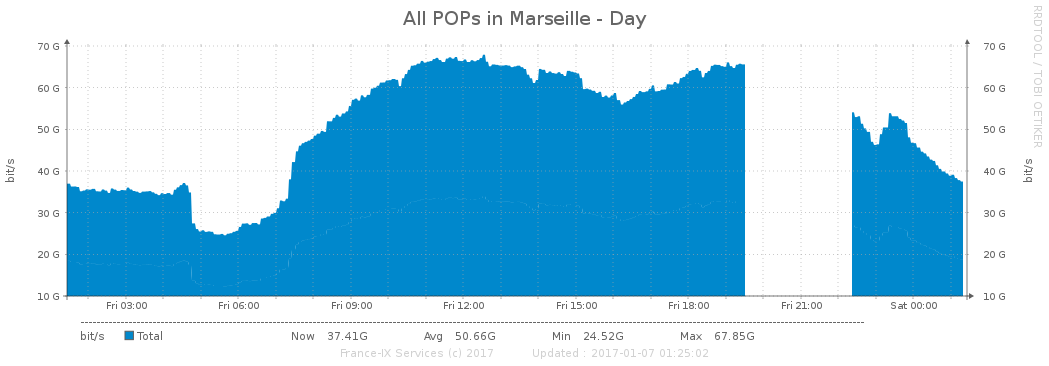 All POPs in Marseille - Day
RRDTOOL / TOBI OETIKER
bit/s
70 G
60 G
50 G
40 G
30 G
20 G
10 G
70 G
60 G
50 G
40 G
30 G
20 G
10 G
bit/s
Fri 03:00 Fri 06:00 Fri 09:00 Fri 12:00 Fri 15:00 Fri 18:00 Fri 21:00 Sat 00:00
bit/s Total Now 37.41G Avg 50.66G Min 24.52G Max 67.85G
France-IX Services (c) 2017 Updated : 2017-01-07 01:25:02